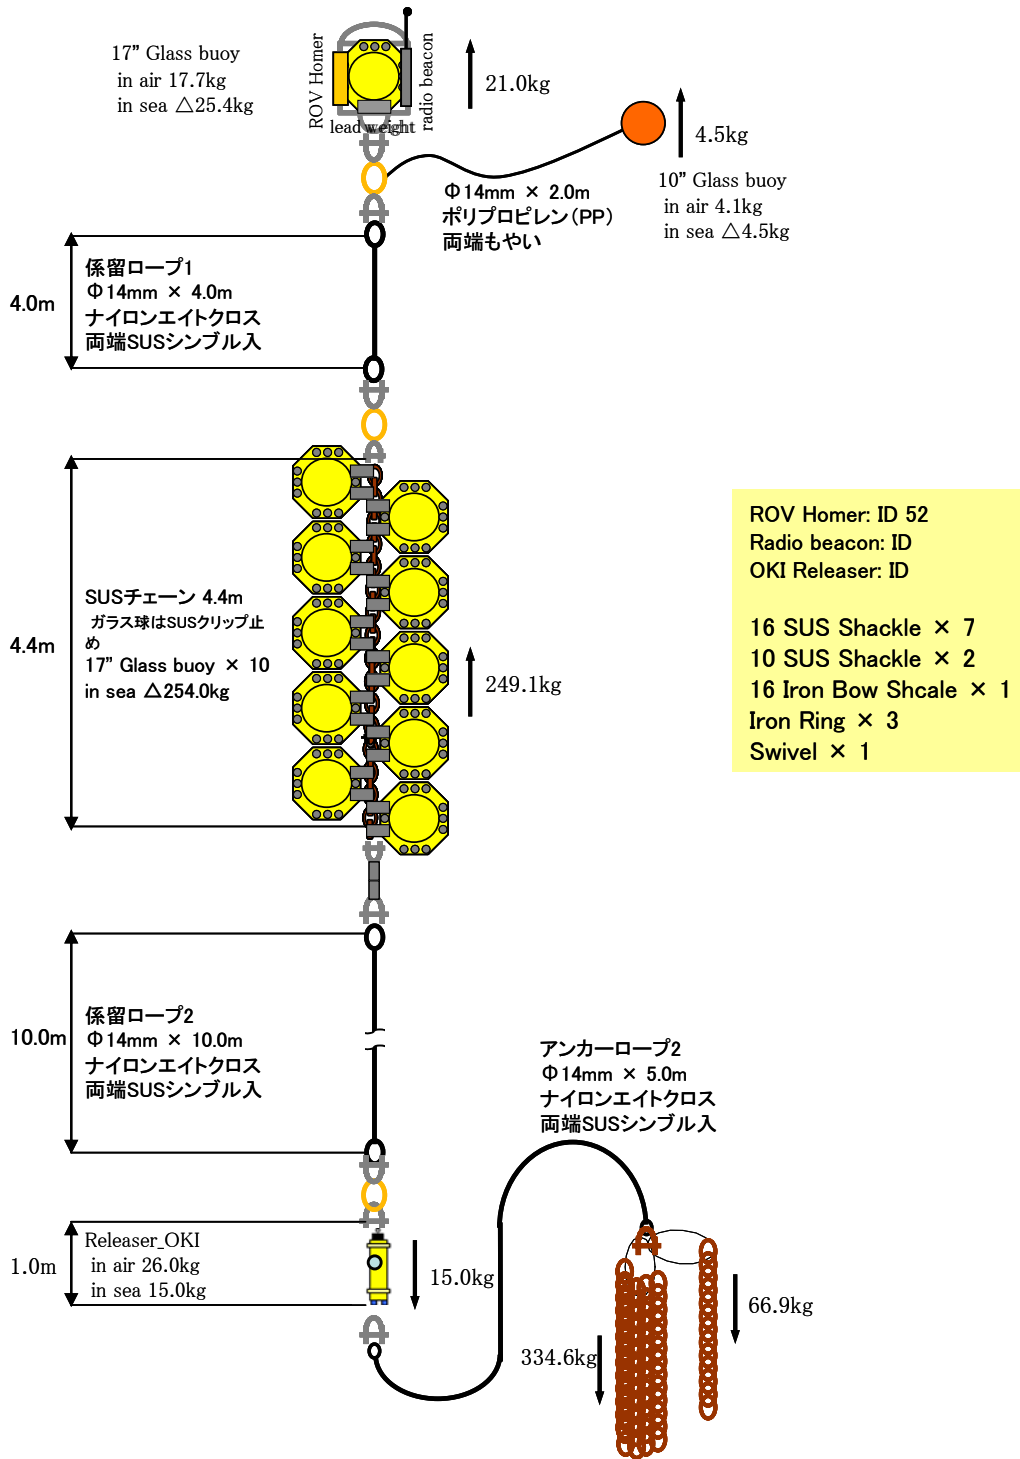 17” Glass buoy
in air 17.7kg
in sea △25.4kg
ROV Homer
radio beacon
lead weight
21.0kg
4.5kg
10” Glass buoy
in air 4.1kg
in sea △4.5kg
Φ14mm × 2.0m
ポリプロピレン（PP）
両端もやい
4.0m
係留ロープ1
Φ14mm × 4.0m
ナイロンエイトクロス
両端SUSシンブル入
4.4m
SUSチェーン 4.4m
ガラス球はSUSクリップ止
め
17” Glass buoy × 10
in sea △254.0kg
249.1kg
ROV Homer: ID 52
Radio beacon: ID
OKI Releaser: ID
16 SUS Shackle × 7
10 SUS Shackle × 2
16 Iron Bow Shcale × 1
Iron Ring × 3
Swivel × 1
10.0m
係留ロープ2
Φ14mm × 10.0m
ナイロンエイトクロス
両端SUSシンブル入
アンカーロープ2
Φ14mm × 5.0m
ナイロンエイトクロス
両端SUSシンブル入
1.0m
Releaser_OKI
in air 26.0kg
in sea 15.0kg
15.0kg
334.6kg
66.9kg